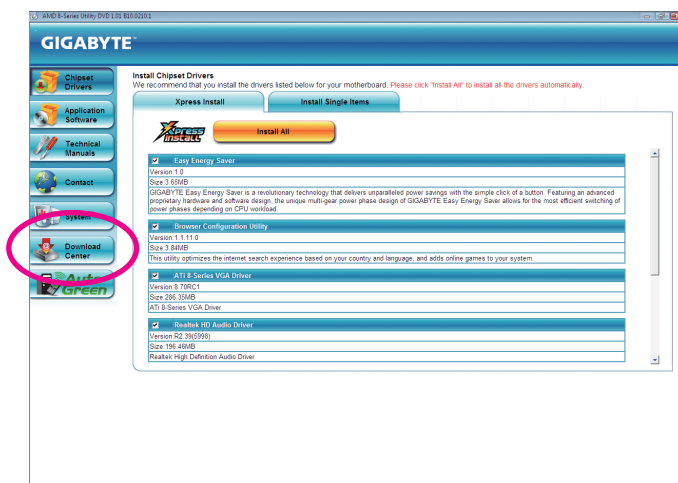 AMD 8-Series Utility DVD 1.01 B10.0210.1
GIGABYTE™
Chipset
Drivers
Application
Software
Technical
Manuals
Contact
System
Download
Center
Auto
Green
Install Chipset Drivers
We recommend that you install the drivers listed below for your motherboard. Please click "Install All" to install all the drivers automatically.
Xpress Install
Install Single Items
Xpress
Install
Install All
Easy Energy Saver
Version:1.0
Size:3.65MB
GIGABYTE Easy Energy Saver is a revolutionary technology that delivers unparalleled power savings with the simple click of a button. Featuring an advanced
proprietary hardware and software design, the unique multi-gear power phase design of GIGABYTE Easy Energy Saver allows for the most efficient switching of
power phases depending on CPU workload.
Browser Configuration Utility
Version:1.1.11.0
Size:3.84MB
This utility optimizes the internet search experience based on your country and language, and adds online games to your system.
ATi 8-Series VGA Driver
Version:8.70RC1
Size:286.35MB
ATi 8-Series VGA Driver
Realtek HD Audio Driver
Version:R2.39(5998)
Size:196.46MB
Realtek High Definition Audio Driver